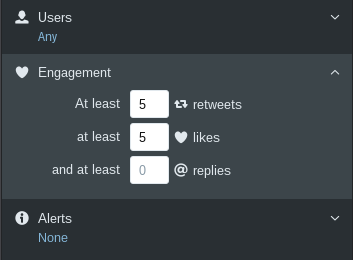 Users
Any
Engagement
At least 5 retweets
at least 5 likes
and at least 0 @ replies
Alerts
None